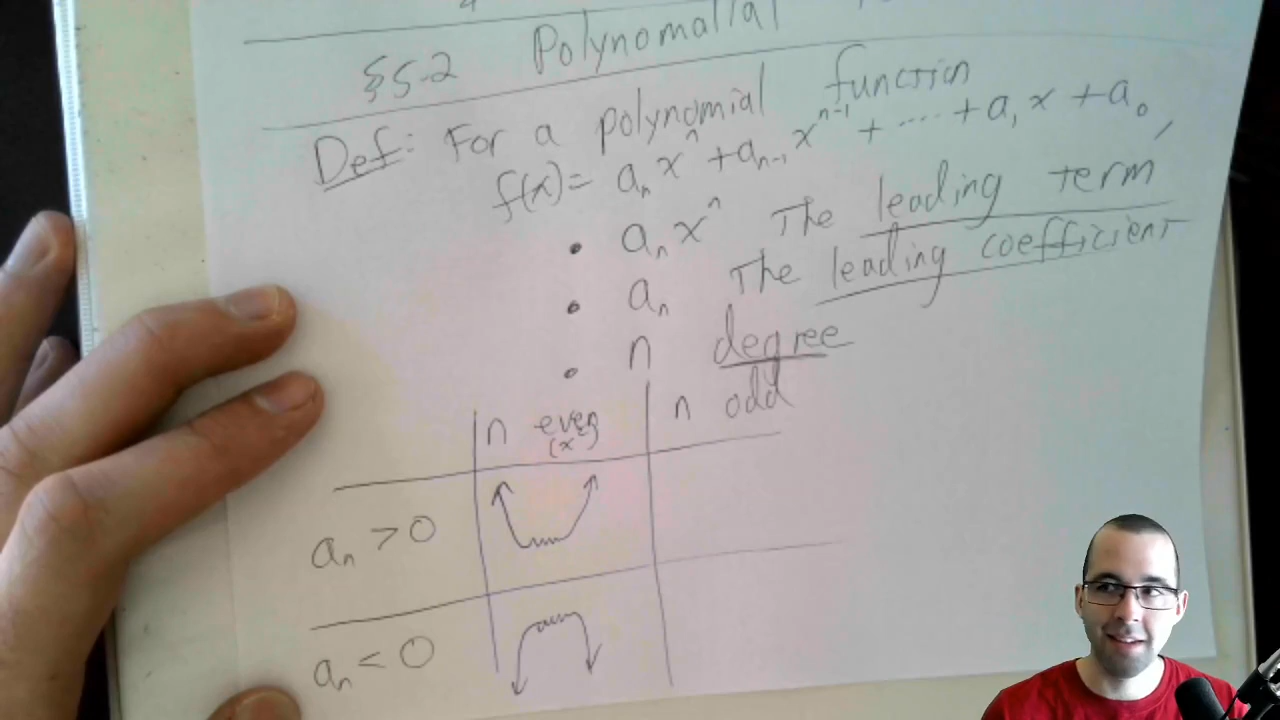 §5.2 Polynomial
Def: For a polynomial function
f(x) = aₙxⁿ + aₙ₋₁xⁿ⁻¹ + .... + a₁x + a₀,
• aₙxⁿ The leading term
• aₙ The leading coefficient
• n degree
n even n odd
(x²)
aₙ > 0
aₙ < 0